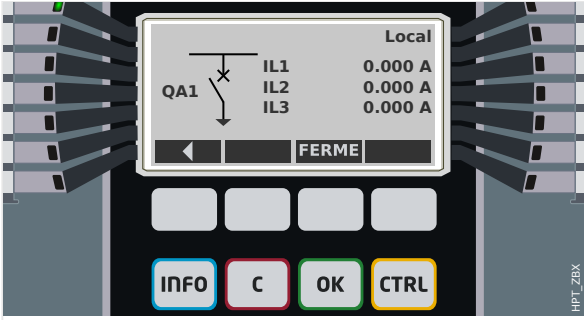 Local
IL1 0.000 A
QA1 IL2 0.000 A
IL3 0.000 A
FERME
INFO C OK CTRL
HPT_ZBX